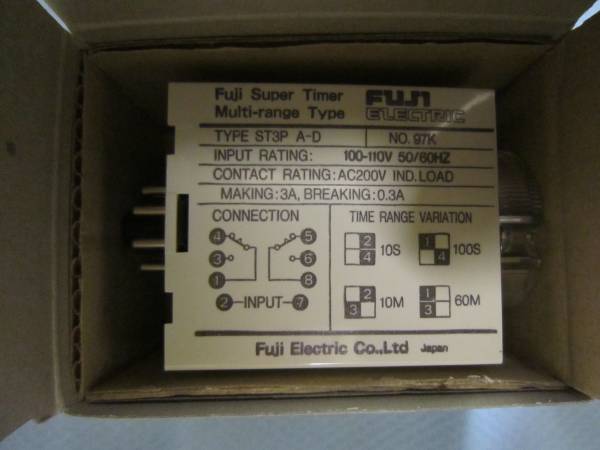 Fuji Super Timer FUJI
Multi-range Type ELECTRIC
TYPE ST3P A-D NO. 97K
INPUT RATING: 100-110V 50/60HZ
CONTACT RATING: AC200V IND. LOAD
MAKING: 3A, BREAKING: 0.3A
CONNECTION TIME RANGE VARIATION
4 5 2 4 10S 1 4 100S
3 6
1 8 2 3 10M 1 3 60M
2 INPUT 7
Fuji Electric Co., Ltd Japan